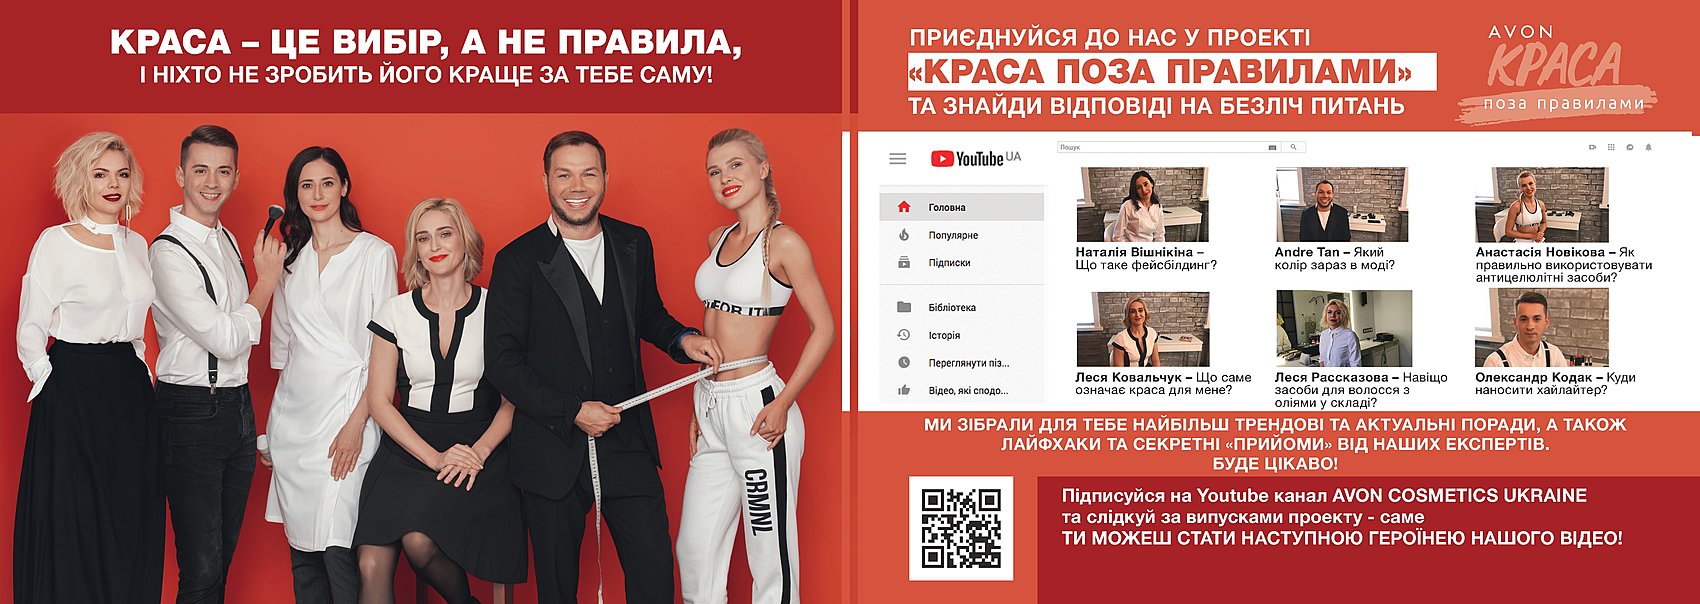 КРАСА – ЦЕ ВИБІР, А НЕ ПРАВИЛА,
І НІХТО НЕ ЗРОБИТЬ ЙОГО КРАЩЕ ЗА ТЕБЕ САМУ!
CRMNL
ПРИЄДНУЙСЯ ДО НАС У ПРОЕКТІ
«КРАСА ПОЗА ПРАВИЛАМИ»
ТА ЗНАЙДИ ВІДПОВІДІ НА БЕЗЛІЧ ПИТАНЬ
AVON
КРАСА
поза правилами
YouTube UA
Пошук
Головна
Популярне
Підписки
Бібліотека
Історія
Переглянути піз...
Відео, які сподо...
Наталія Вішнікіна –
Що таке фейсбілдинг?
Andre Tan – Який
колір зараз в моді?
Анастасія Новікова – Як
правильно використовувати
антицелюлітні засоби?
Леся Ковальчук – Що саме
означає краса для мене?
Леся Рассказова – Навіщо
засоби для волосся з
оліями у складі?
Олександр Кодак – Куди
наносити хайлайтер?
МИ ЗІБРАЛИ ДЛЯ ТЕБЕ НАЙБІЛЬШ ТРЕНДОВІ ТА АКТУАЛЬНІ ПОРАДИ, А ТАКОЖ
ЛАЙФХАКИ ТА СЕКРЕТНІ «ПРИЙОМИ» ВІД НАШИХ ЕКСПЕРТІВ.
БУДЕ ЦІКАВО!
Підписуйся на Youtube канал AVON COSMETICS UKRAINE
та слідкуй за випусками проекту - саме
ТИ МОЖЕШ СТАТИ НАСТУПНОЮ ГЕРОЇНЕЮ НАШОГО ВІДЕО!